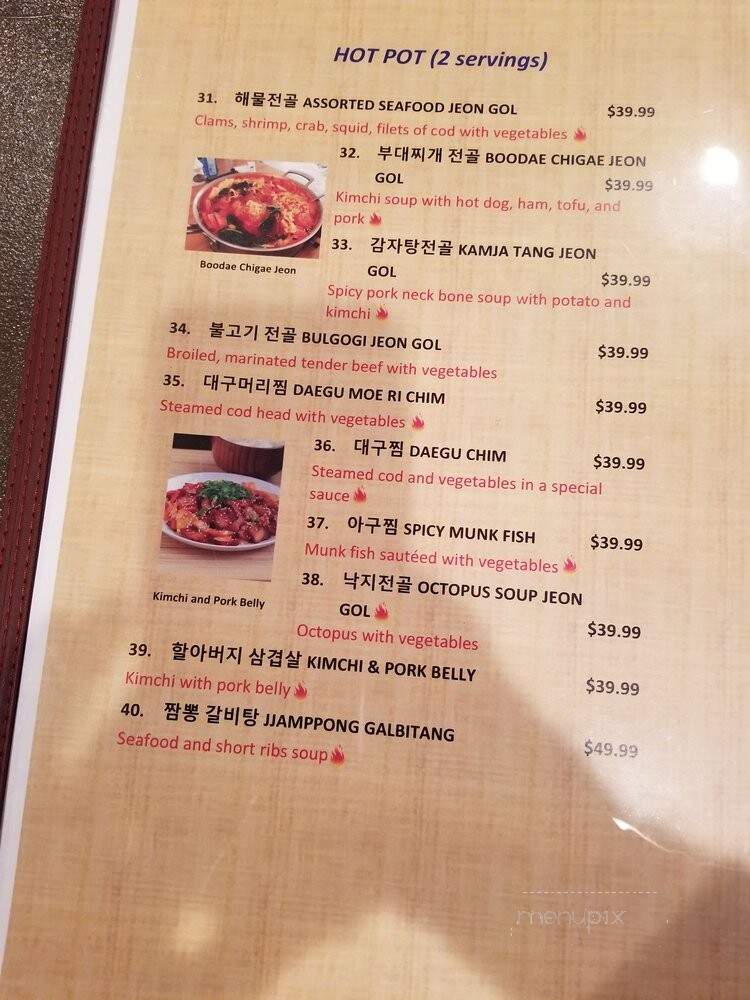 HOT POT (2 servings)
31. 해물전골 ASSORTED SEAFOOD JEON GOL $39.99
Clams, shrimp, crab, squid, filets of cod with vegetables
32. 부대찌개 전골 BOODAE CHIGAE JEON
GOL $39.99
Kimchi soup with hot dog, ham, tofu, and
pork
Boodae Chigae Jeon
33. 감자탕전골 KAMJA TANG JEON
GOL $39.99
Spicy pork neck bone soup with potato and
kimchi
34. 불고기 전골 BULGOGI JEON GOL $39.99
Broiled, marinated tender beef with vegetables
35. 대구머리찜 DAEGU MOE RI CHIM $39.99
Steamed cod head with vegetables
36. 대구찜 DAEGU CHIM $39.99
Steamed cod and vegetables in a special
sauce
37. 아구찜 SPICY MUNK FISH $39.99
Munk fish sautéed with vegetables
Kimchi and Pork Belly
38. 낙지전골 OCTOPUS SOUP JEON
GOL $39.99
Octopus with vegetables
39. 할아버지 삼겹살 KIMCHI & PORK BELLY $39.99
Kimchi with pork belly
40. 짬뽕 갈비탕 JJAMPPONG GALBITANG $49.99
Seafood and short ribs soup
menupix